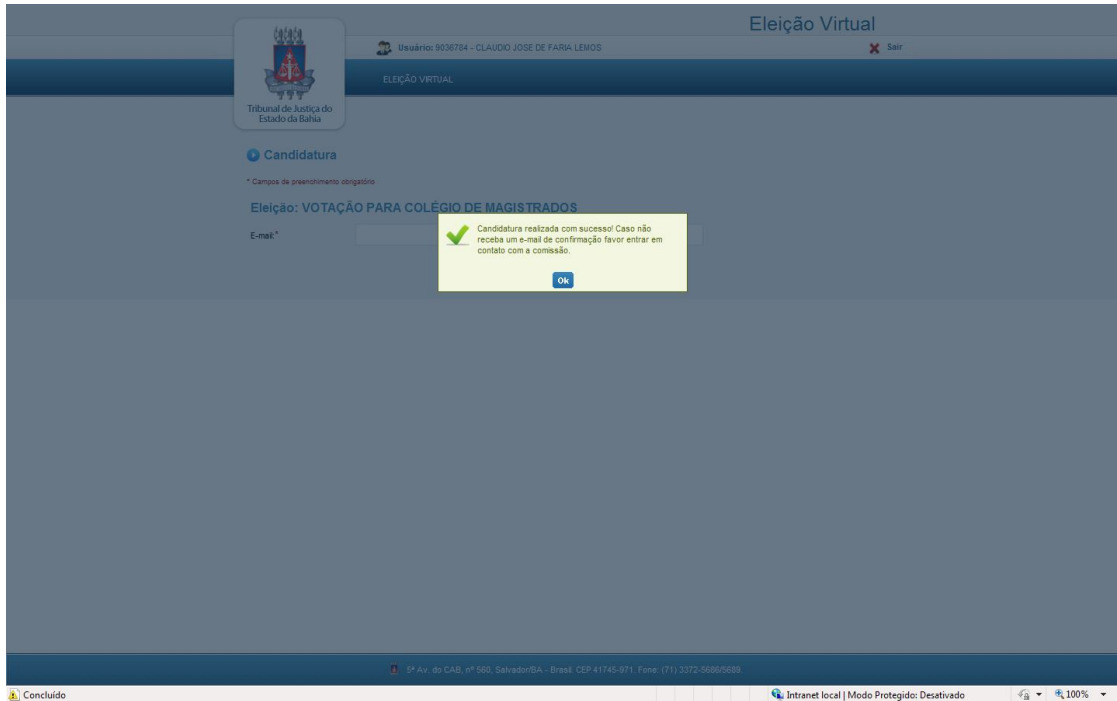 Eleição Virtual
Usuário: 9036784 - CLAUDIO JOSE DE FARIA LEMOS
Sair
ELEIÇÃO VIRTUAL
Tribunal de Justiça do
Estado da Bahia
Candidatura
* Campos de preenchimento obrigatório
Eleição: VOTAÇÃO PARA COLÉGIO DE MAGISTRADOS
E-mail:*
Candidatura realizada com sucesso! Caso não
receba um e-mail de confirmação favor entrar em
contato com a comissão.
Ok
5ª Av. do CAB, nº 560, Salvador/BA - Brasil. CEP 41745-971. Fone: (71) 3372-5686/5689.
Concluído
Intranet local | Modo Protegido: Desativado
100%